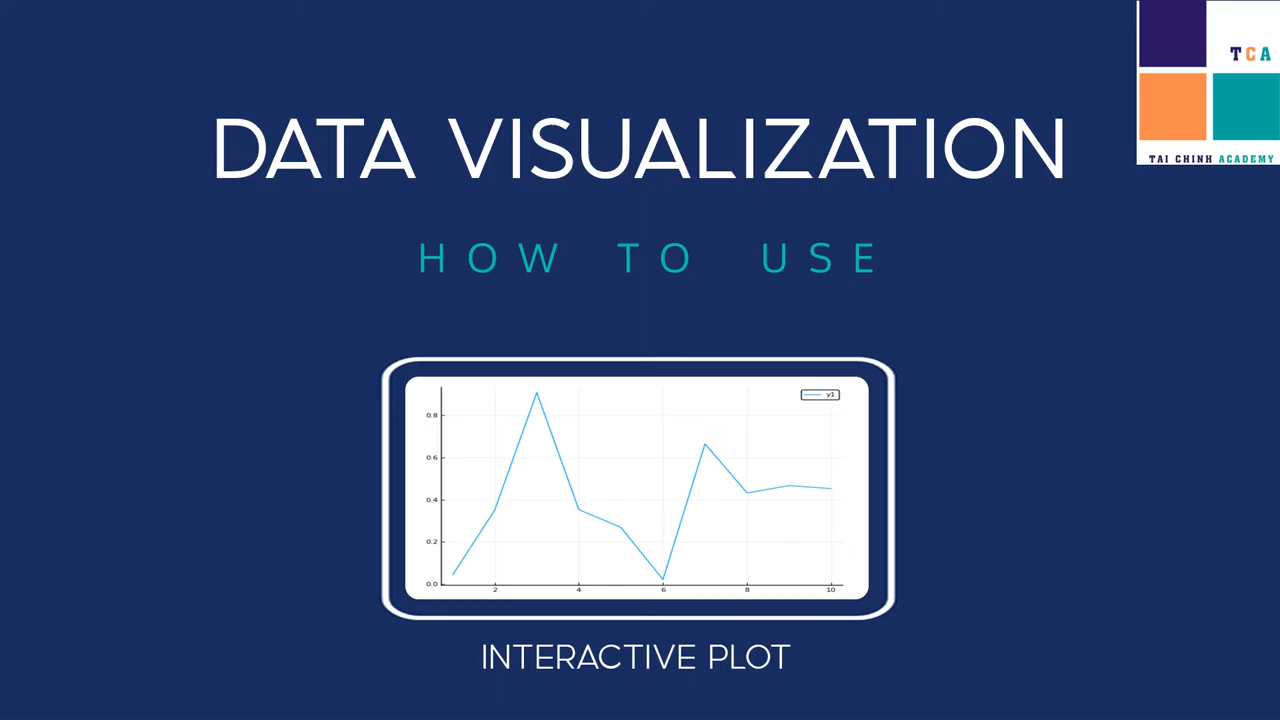 TCA
TAI CHINH ACADEMY
DATA VISUALIZATION
HOW TO USE
y1
0.8
0.6
0.4
0.2
0.0
2 4 6 8 10
INTERACTIVE PLOT